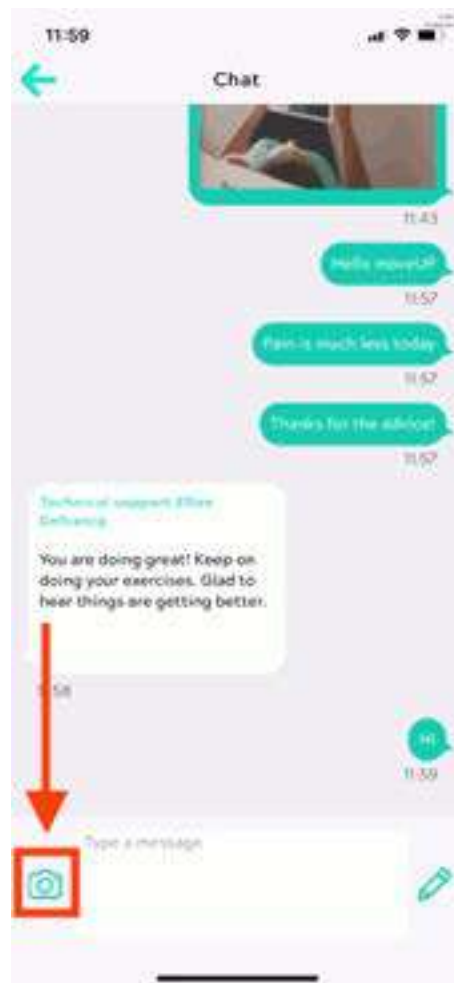 11:59
Chat
11:43
Hello moveUP
11:57
Pain is much less today
11:57
Thanks for the advice!
11:57
Technical support
You are doing great! Keep on
doing your exercises. Glad to
hear things are getting better.
11:58
Hi
11:59
Type a message